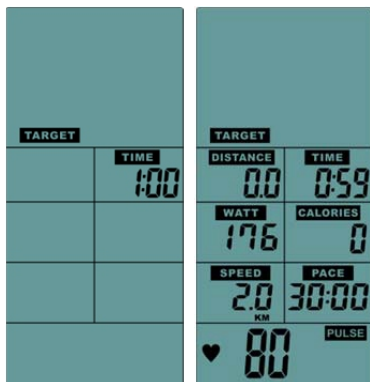 TARGET
TIME
1:00
TARGET
DISTANCE TIME
0.0 0:59
WATT CALORIES
176 0
SPEED PACE
2.0 30:00
KM
PULSE
80